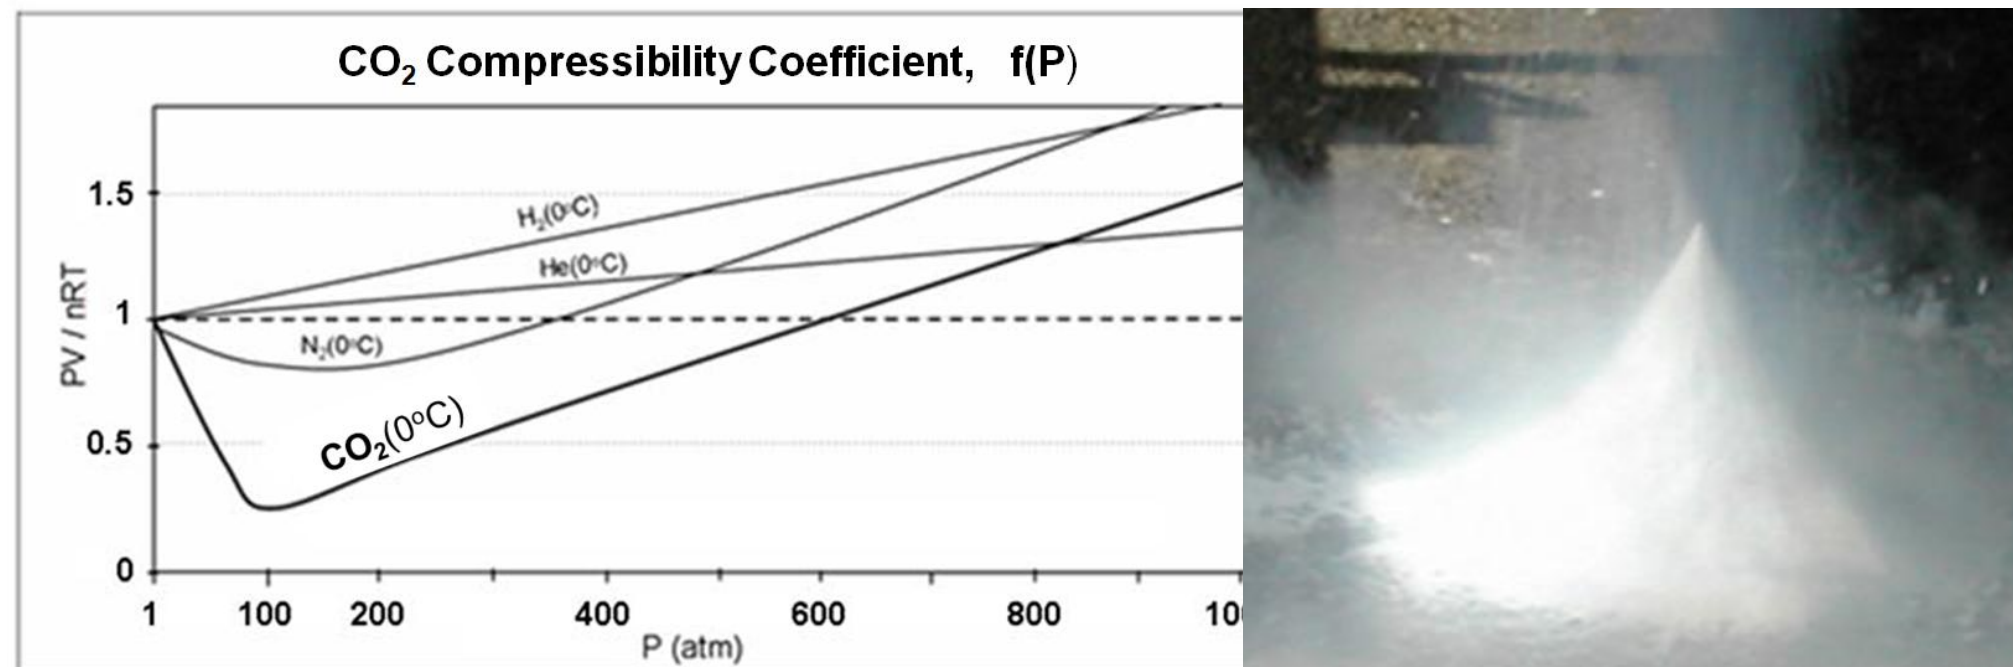 CO₂ Compressibility Coefficient, f(P)
1.5
H₂(0°C)
He(0°C)
1
N₂(0°C)
PV / nRT
CO₂(0°C)
0.5
0
1 100 200 400 600 800 100
P (atm)